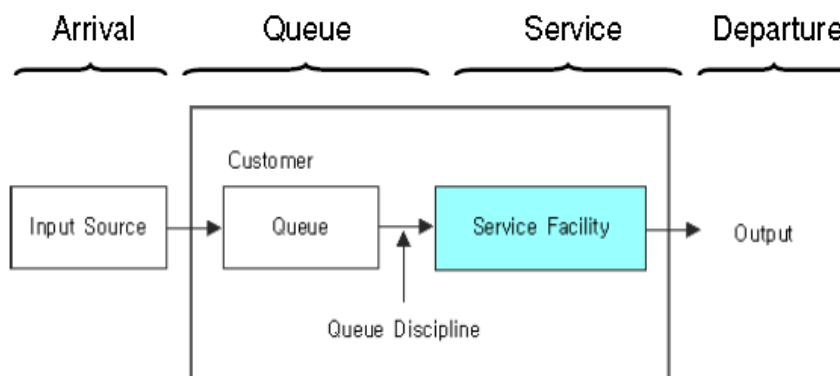 Arrival Queue Service Departure
Customer
Input Source Queue Service Facility Output
Queue Discipline